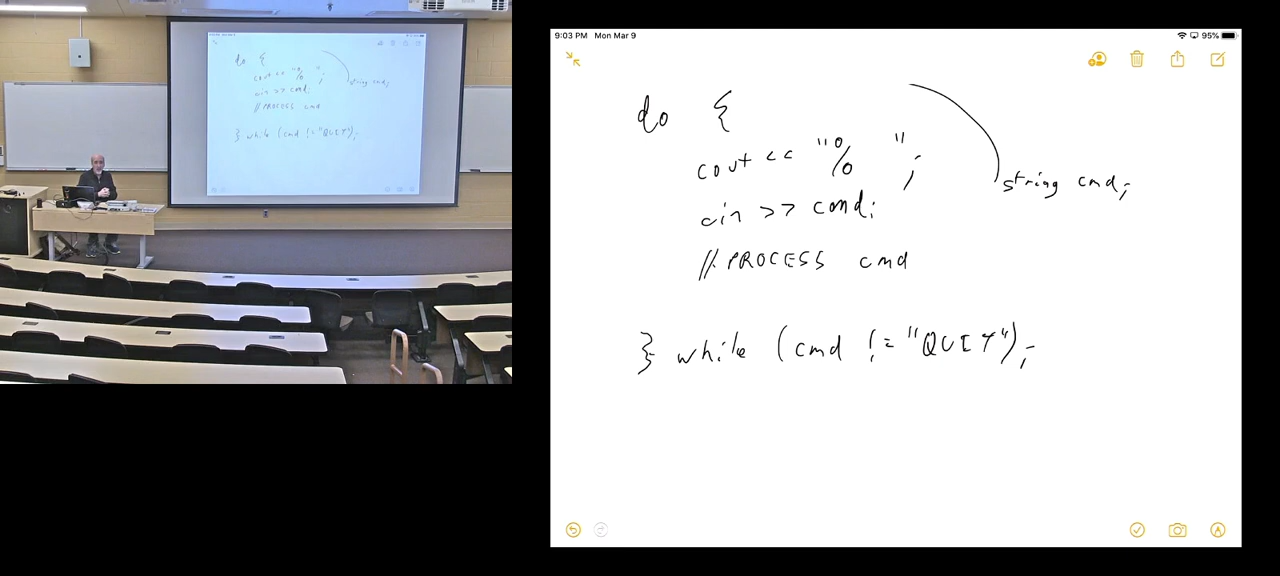 9:03 PM Mon Mar 9
95%
do {
cout << "% ";
string cmd;
cin >> cmd;
// PROCESS cmd
} while (cmd != "QUIT");